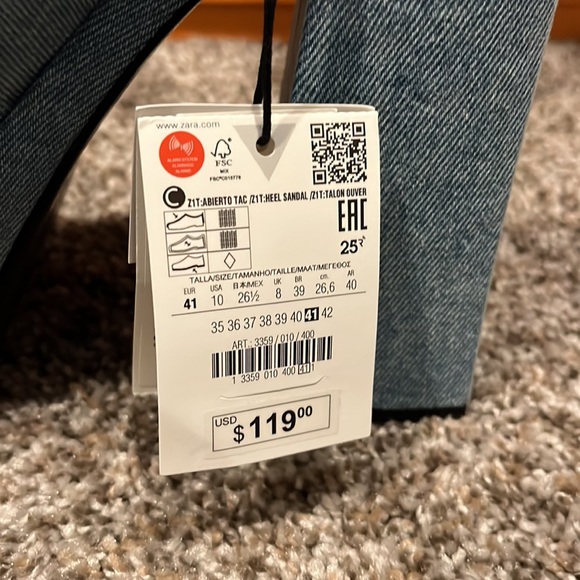 www.zara.com
ALARM SYSTEM
FSC
MIX
Z1T:ABIERTO TAC /Z1T:HEEL SANDAL /Z1T:TALON OUVER
EAC
25
TALLA/SIZE/TAMANHO/TAILLE/MAAT/ΜΕΓΕΘΟΣ
EUR USA 日本/MEX UK BR cm. AR
41 10 26½ 8 39 26,6 40
35 36 37 38 39 40 41 42
ART.: 3359 / 010 / 400
1 3359 010 400 41 1
USD $119.00